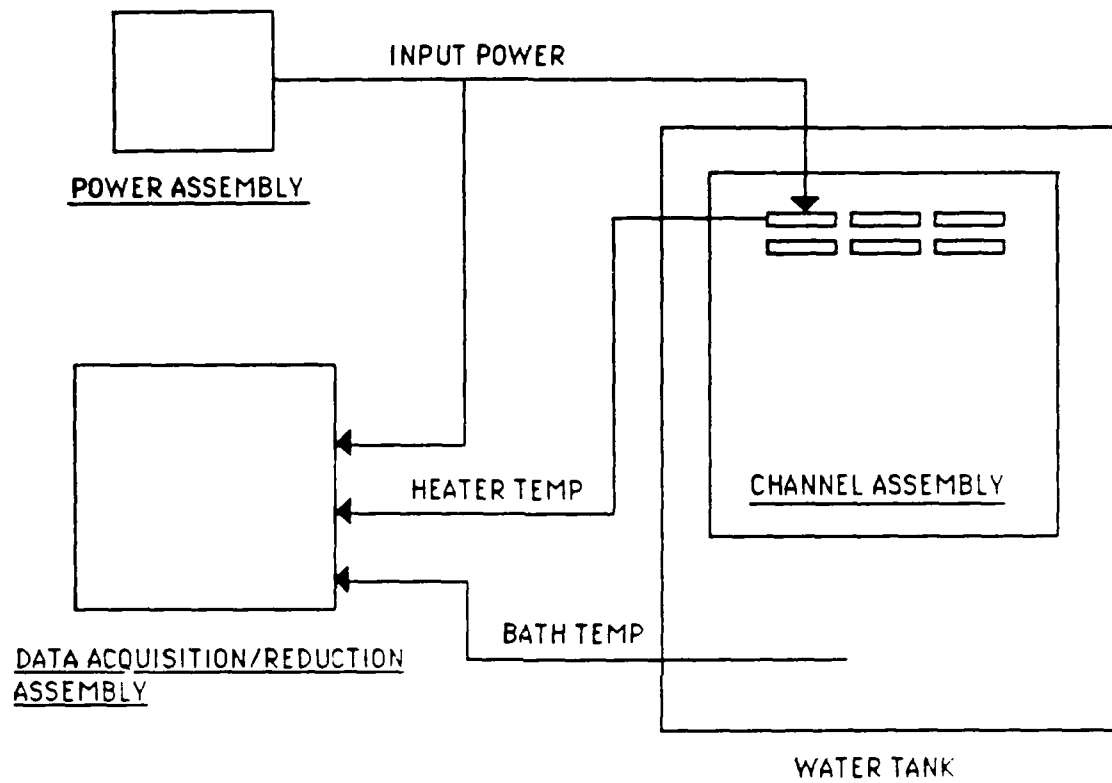 INPUT POWER
POWER ASSEMBLY
HEATER TEMP
CHANNEL ASSEMBLY
BATH TEMP
DATA ACQUISITION/REDUCTION
ASSEMBLY
WATER TANK